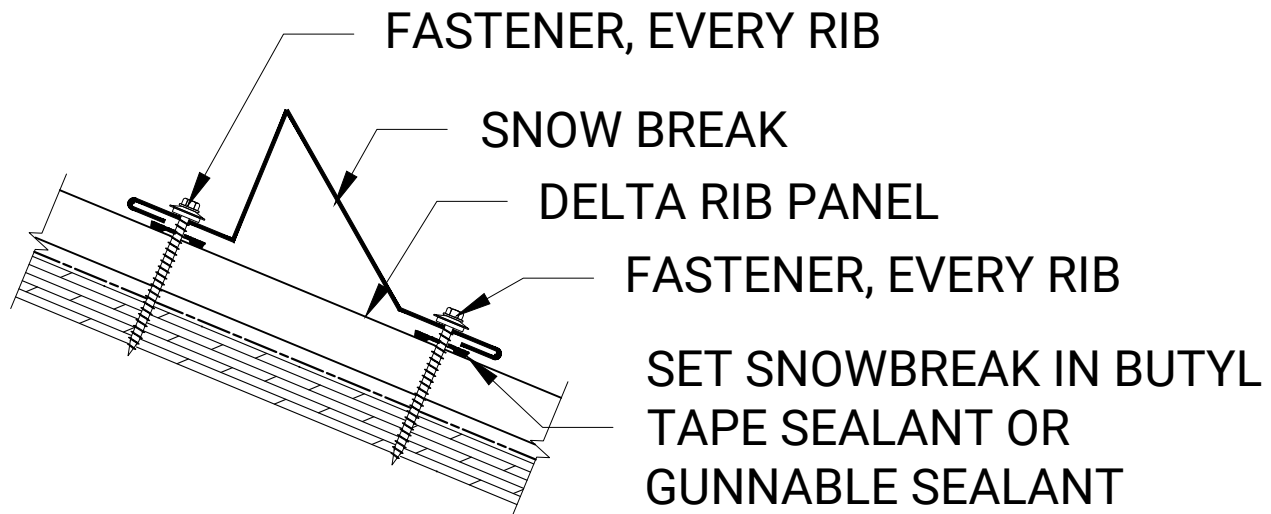 FASTENER, EVERY RIB
SNOW BREAK
DELTA RIB PANEL
FASTENER, EVERY RIB
SET SNOWBREAK IN BUTYL
TAPE SEALANT OR
GUNNABLE SEALANT